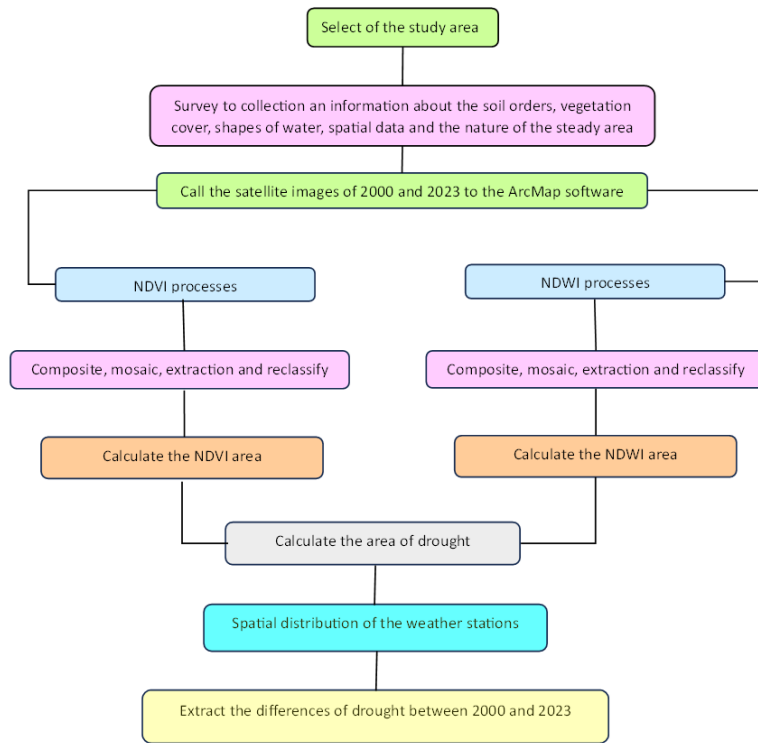 Select of the study area
Survey to collection an information about the soil orders, vegetation
cover, shapes of water, spatial data and the nature of the steady area
Call the satellite images of 2000 and 2023 to the ArcMap software
NDVI processes
NDWI processes
Composite, mosaic, extraction and reclassify
Composite, mosaic, extraction and reclassify
Calculate the NDVI area
Calculate the NDWI area
Calculate the area of drought
Spatial distribution of the weather stations
Extract the differences of drought between 2000 and 2023